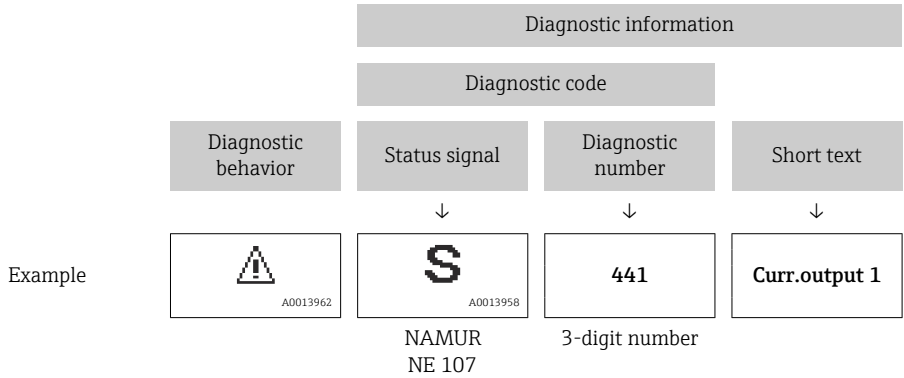 Diagnostic information
Diagnostic code
Diagnostic
behavior
Status signal
Diagnostic
number
Short text
↓ ↓ ↓
Example
A0013962
S
A0013958
441
Curr.output 1
NAMUR
NE 107
3-digit number